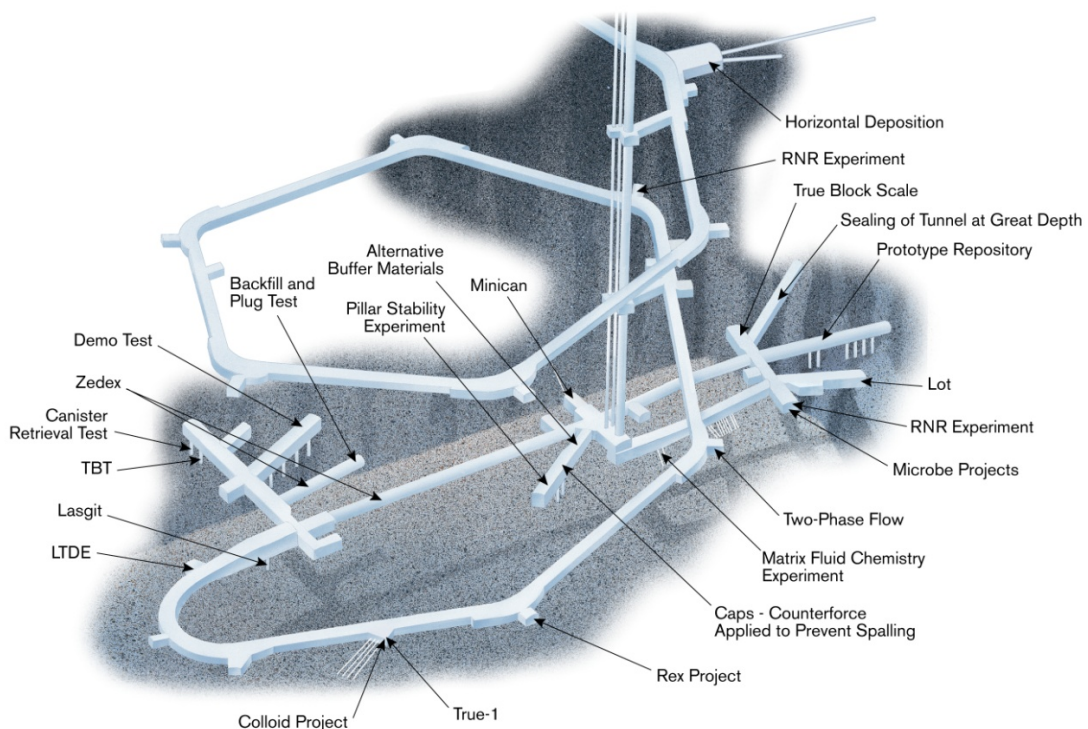 Horizontal Deposition
RNR Experiment
True Block Scale
Sealing of Tunnel at Great Depth
Prototype Repository
Alternative
Buffer Materials
Minican
Backfill and
Plug Test
Pillar Stability
Experiment
Demo Test
Zedex
Canister
Retrieval Test
TBT
Lasgit
LTDE
Lot
RNR Experiment
Microbe Projects
Two-Phase Flow
Matrix Fluid Chemistry
Experiment
Caps - Counterforce
Applied to Prevent Spalling
Rex Project
True-1
Colloid Project